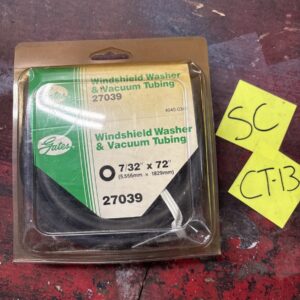 Windshield Washer
& Vacuum Tubing
27039
Gates
Windshield Washer
& Vacuum Tubing
7/32" x 72"
(5.556mm x 1829mm)
27039
SC
CT-13